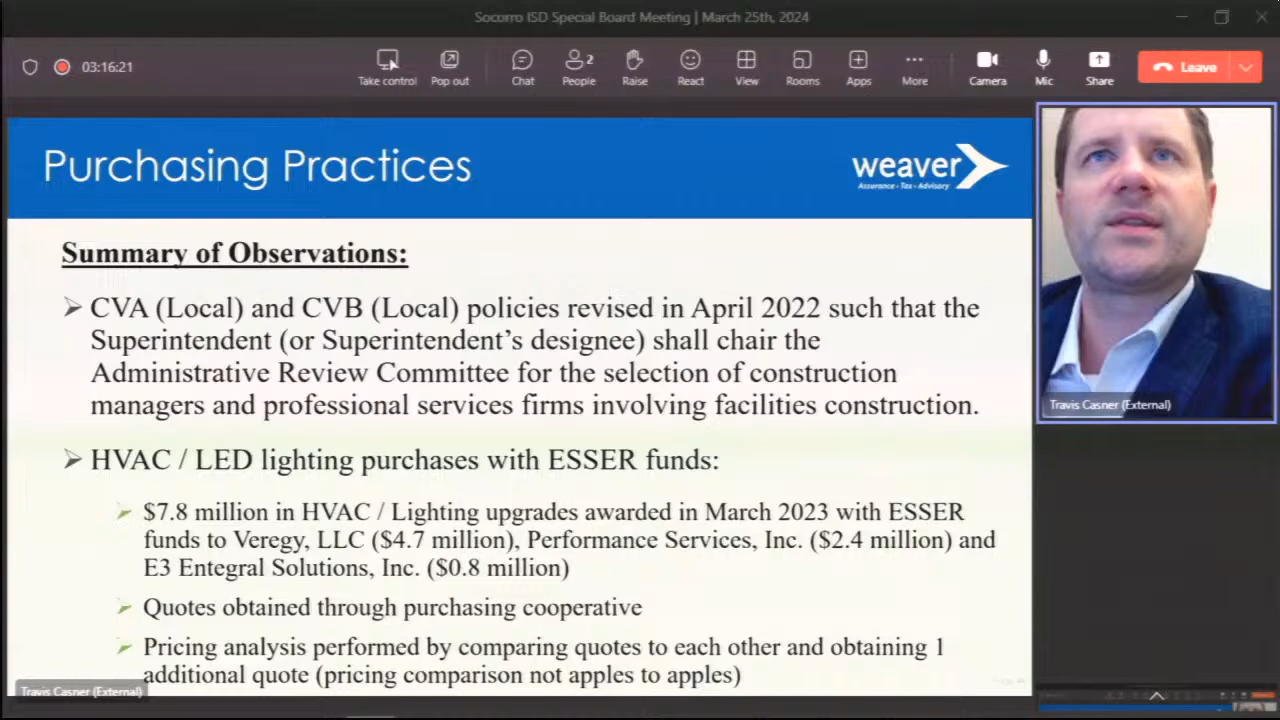 Socorro ISD Special Board Meeting | March 25th, 2024
03:16:21
Take control
Pop out
Chat
2
People
Raise
React
View
Rooms
Apps
More
Camera
Mic
Share
Leave
Purchasing Practices
weaver
Assurance • Tax • Advisory
Summary of Observations:
CVA (Local) and CVB (Local) policies revised in April 2022 such that the
Superintendent (or Superintendent’s designee) shall chair the
Administrative Review Committee for the selection of construction
managers and professional services firms involving facilities construction.
HVAC / LED lighting purchases with ESSER funds:
$7.8 million in HVAC / Lighting upgrades awarded in March 2023 with ESSER
funds to Veregy, LLC ($4.7 million), Performance Services, Inc. ($2.4 million) and
E3 Entegral Solutions, Inc. ($0.8 million)
Quotes obtained through purchasing cooperative
Pricing analysis performed by comparing quotes to each other and obtaining 1
additional quote (pricing comparison not apples to apples)
Travis Casner (External)
Travis Casner (External)